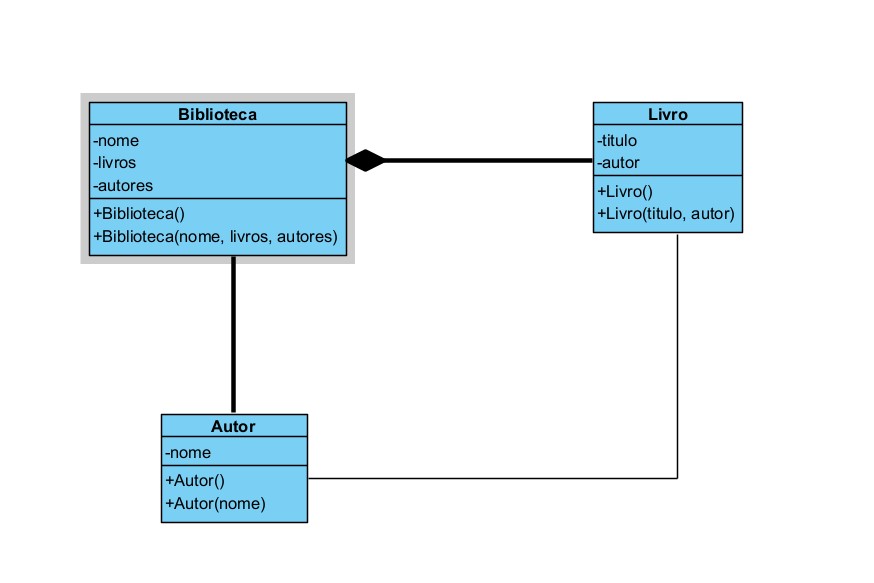 Biblioteca
-nome
-livros
-autores
+Biblioteca()
+Biblioteca(nome, livros, autores)
Livro
-titulo
-autor
+Livro()
+Livro(titulo, autor)
Autor
-nome
+Autor()
+Autor(nome)